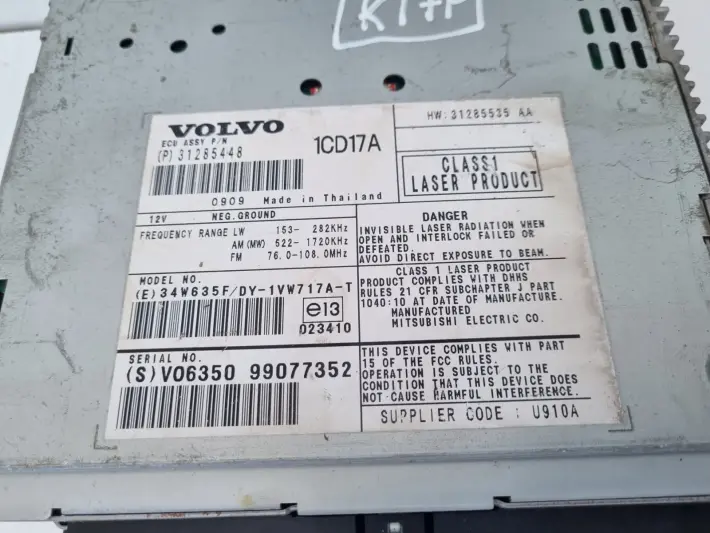 K17P
VOLVO
ECU ASSY P/N
(P) 31285448
1CD17A
HW:31285535 AA
CLASS1
LASER PRODUCT
0909 Made in Thailand
12V NEG.GROUND
FREQUENCY RANGE LW 153- 282KHz
AM (MW) 522- 1720KHz
FM 76.0-108.0MHz
DANGER
INVISIBLE LASER RADIATION WHEN
OPEN AND INTERLOCK FAILED OR
DEFEATED.
AVOID DIRECT EXPOSURE TO BEAM.
MODEL NO.
(E)34W635F/DY-1VW717A-T
e13
023410
CLASS 1 LASER PRODUCT
PRODUCT COMPLIES WITH DHHS
RULES 21 CFR SUBCHAPTER J PART
1040:10 AT DATE OF MANUFACTURE.
MANUFACTURED
MITSUBISHI ELECTRIC CO.
SERIAL NO.
(S)V06350 99077352
THIS DEVICE COMPLIES WITH PART
15 OF THE FCC RULES.
OPERATION IS SUBJECT TO THE
CONDITION THAT THIS DEVICE DOES
NOT CAUSE HARMFUL INTERFERENCE.
SUPPLIER CODE : U910A